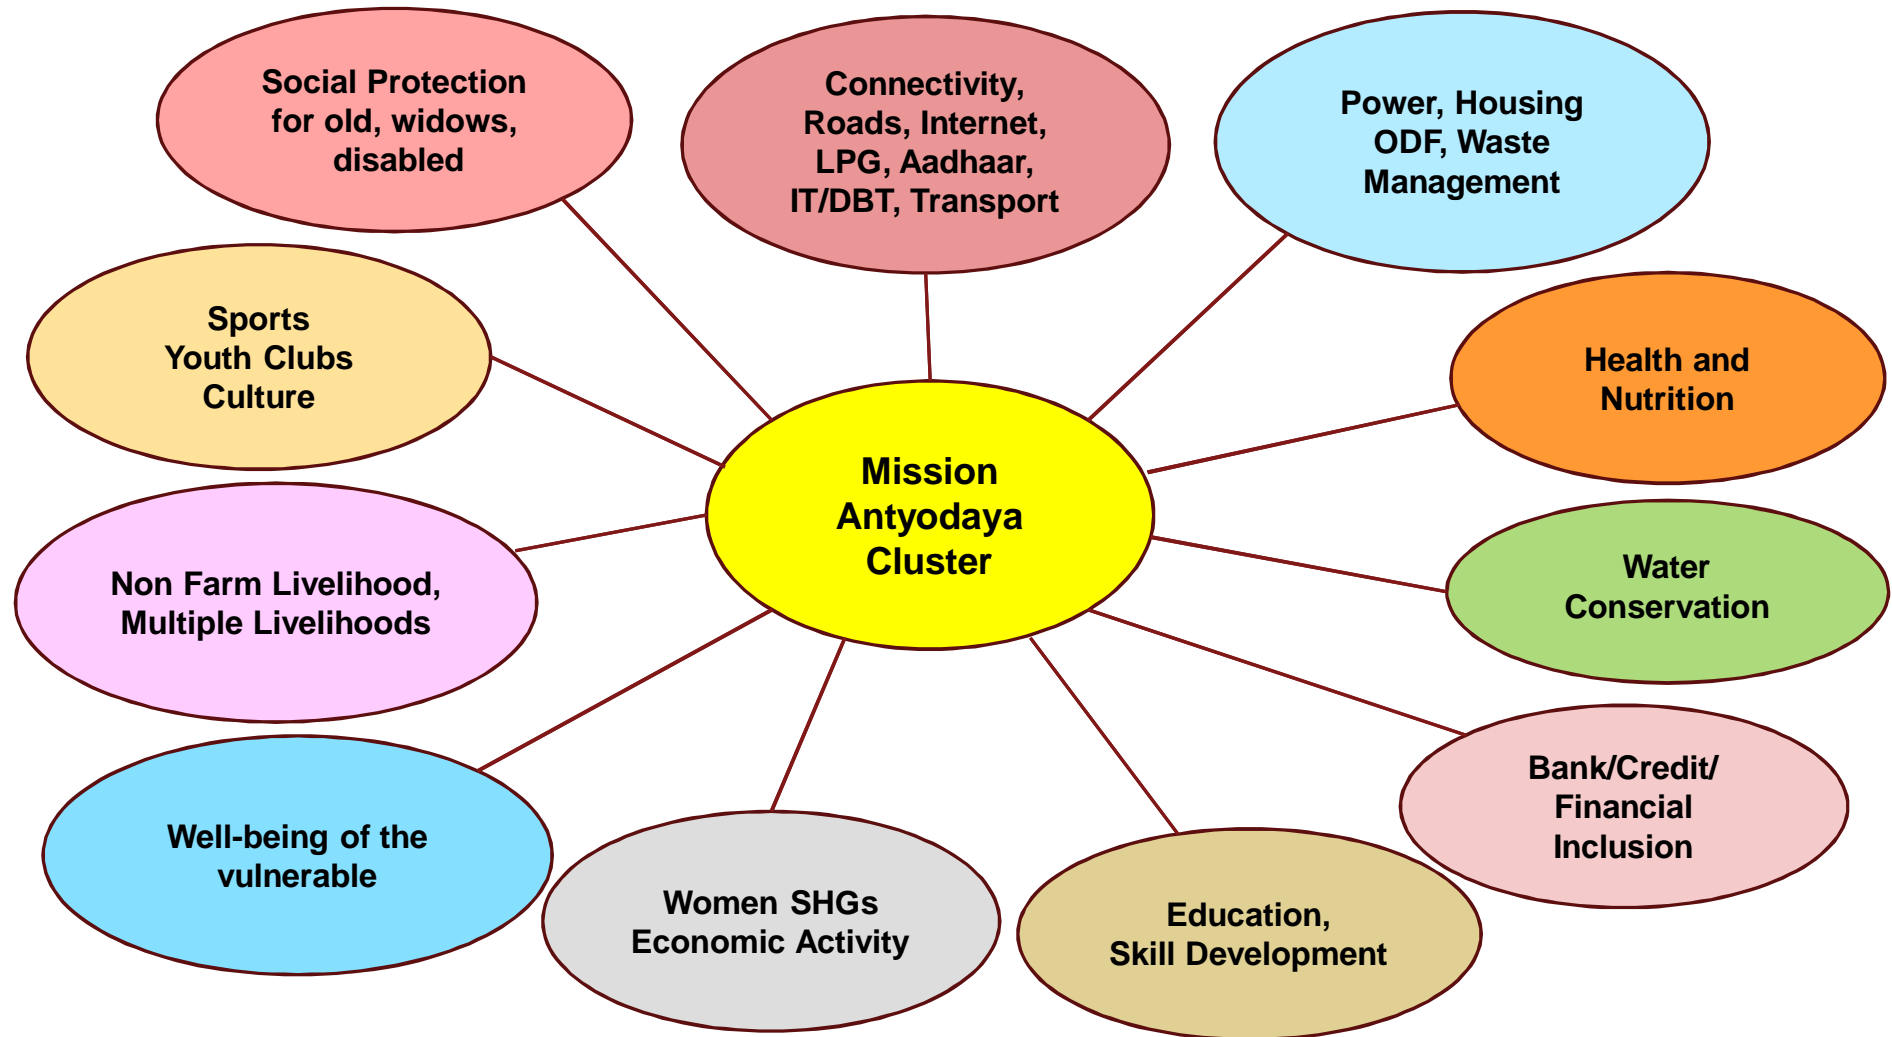 Social Protection
for old, widows,
disabled
Connectivity,
Roads, Internet,
LPG, Aadhaar,
IT/DBT, Transport
Power, Housing
ODF, Waste
Management
Sports
Youth Clubs
Culture
Health and
Nutrition
Mission
Antyodaya
Cluster
Non Farm Livelihood,
Multiple Livelihoods
Water
Conservation
Well-being of the
vulnerable
Bank/Credit/
Financial
Inclusion
Women SHGs
Economic Activity
Education,
Skill Development